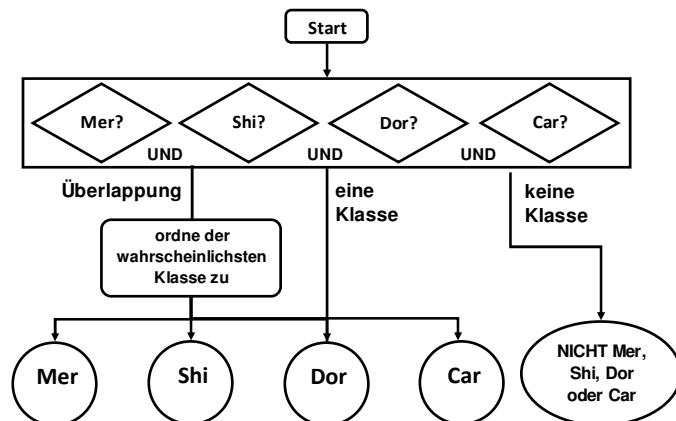 Start
Mer?
Shi?
Dor?
Car?
UND
UND
UND
Überlappung
eine
Klasse
keine
Klasse
ordne der
wahrscheinlichsten
Klasse zu
Mer
Shi
Dor
Car
NICHT Mer,
Shi, Dor
oder Car